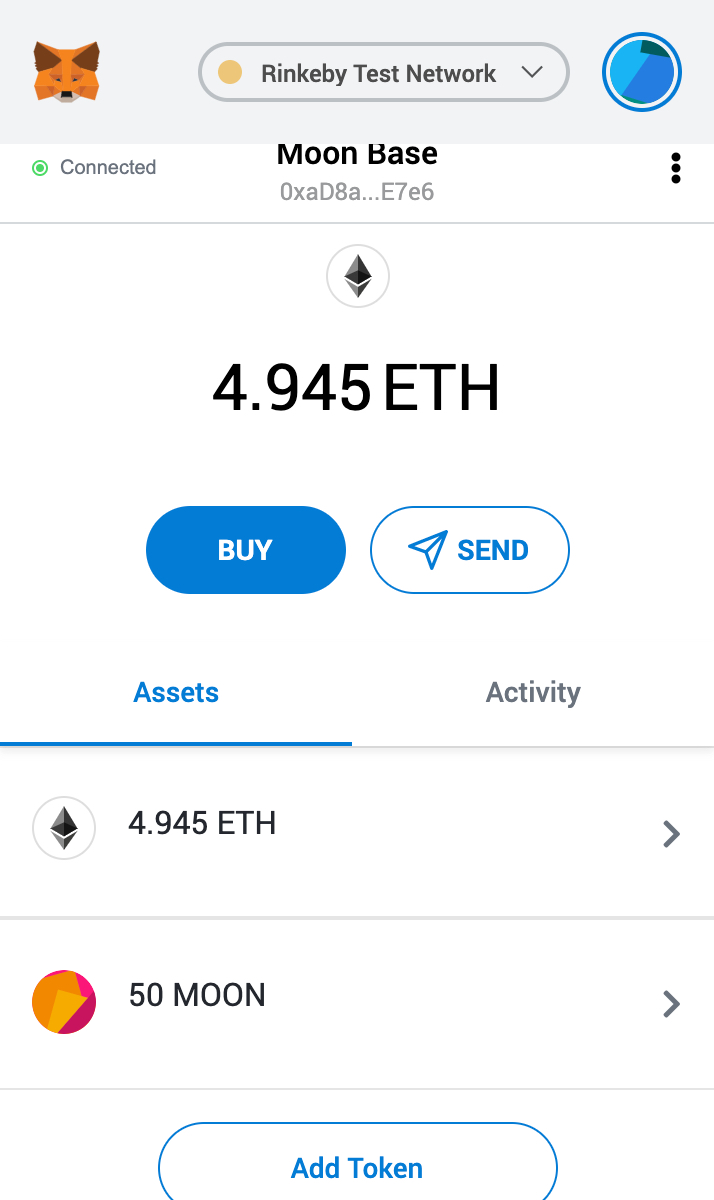 Rinkeby Test Network
Connected
Moon Base
0xaD8a...E7e6
4.945 ETH
BUY
SEND
Assets
Activity
4.945 ETH
50 MOON
Add Token